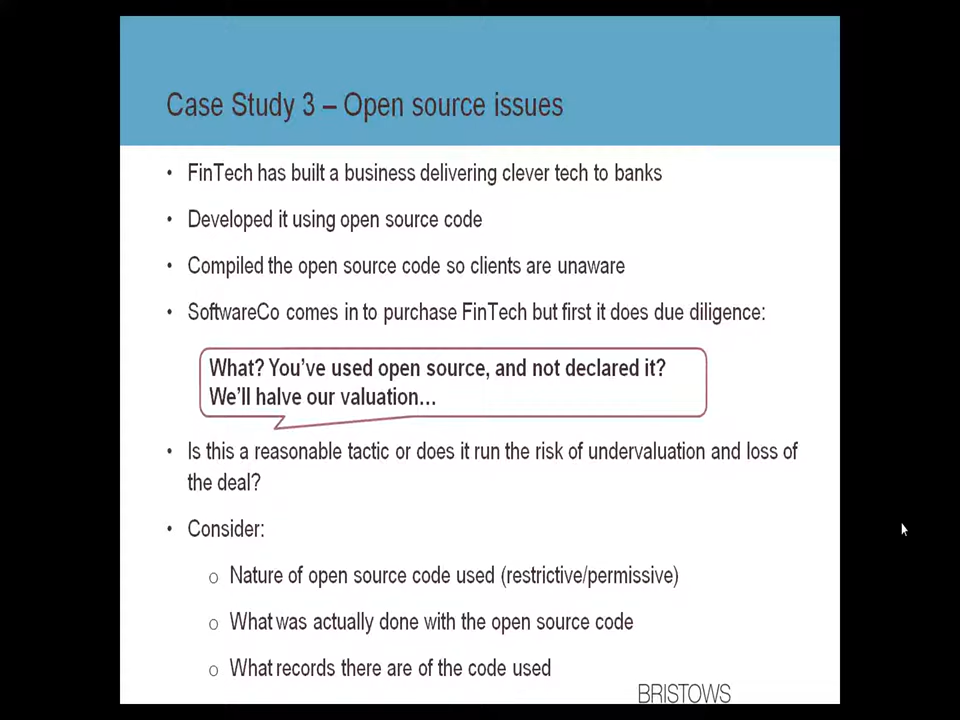 Case Study 3 – Open source issues
• FinTech has built a business delivering clever tech to banks
• Developed it using open source code
• Compiled the open source code so clients are unaware
• SoftwareCo comes in to purchase FinTech but first it does due diligence:
What? You've used open source, and not declared it?
We'll halve our valuation…
• Is this a reasonable tactic or does it run the risk of undervaluation and loss of
the deal?
• Consider:
o Nature of open source code used (restrictive/permissive)
o What was actually done with the open source code
o What records there are of the code used
BRISTOWS